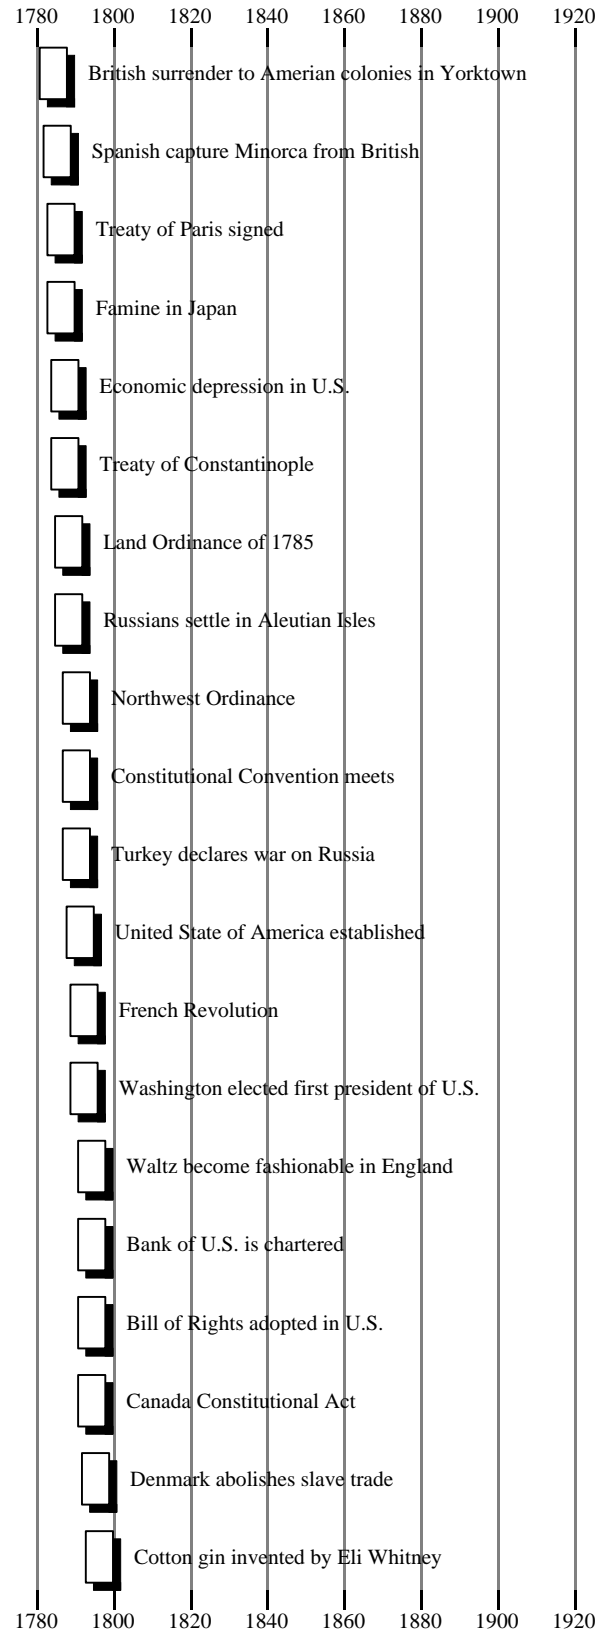 1780 1800 1820 1840 1860 1880 1900 1920
British surrender to Amerian colonies in Yorktown
Spanish capture Minorca from British
Treaty of Paris signed
Famine in Japan
Economic depression in U.S.
Treaty of Constantinople
Land Ordinance of 1785
Russians settle in Aleutian Isles
Northwest Ordinance
Constitutional Convention meets
Turkey declares war on Russia
United State of America established
French Revolution
Washington elected first president of U.S.
Waltz become fashionable in England
Bank of U.S. is chartered
Bill of Rights adopted in U.S.
Canada Constitutional Act
Denmark abolishes slave trade
Cotton gin invented by Eli Whitney
1780 1800 1820 1840 1860 1880 1900 1920